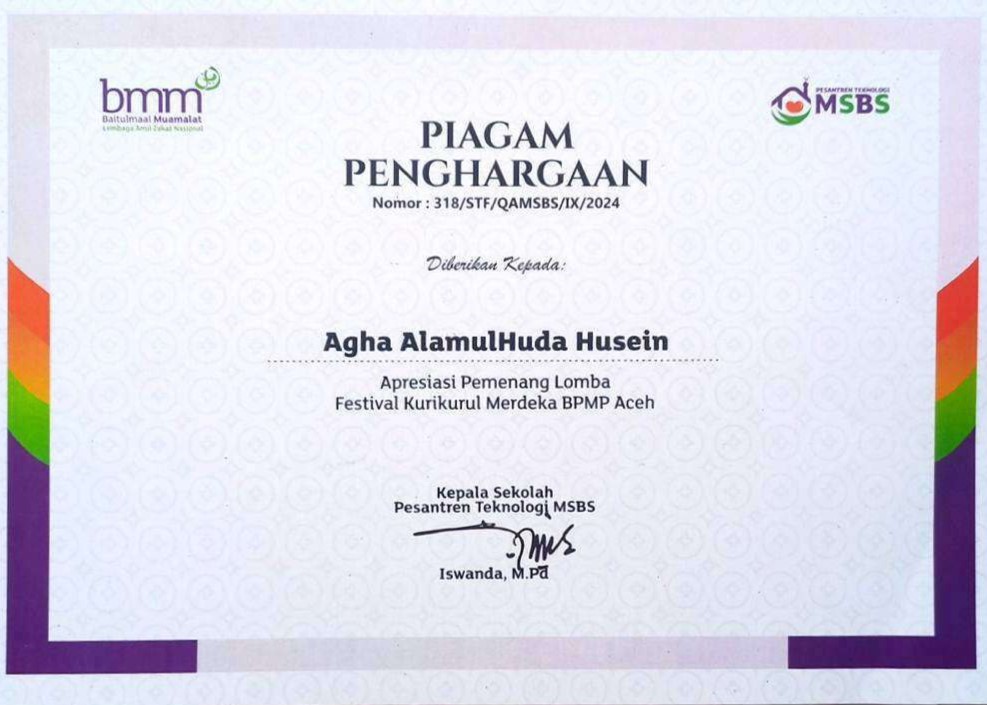 bmm
Baitulmaal Muamalat
Lembaga Amil Zakat Nasional
PESANTREN TEKNOLOGI
MSBS
PIAGAM
PENGHARGAAN
Nomor : 318/STF/QAMSBS/IX/2024
Diberikan Kepada:
Agha AlamulHuda Husein
Apresiasi Pemenang Lomba
Festival Kurikurul Merdeka BPMP Aceh
Kepala Sekolah
Pesantren Teknologi MSBS
Iswanda, M.Pd